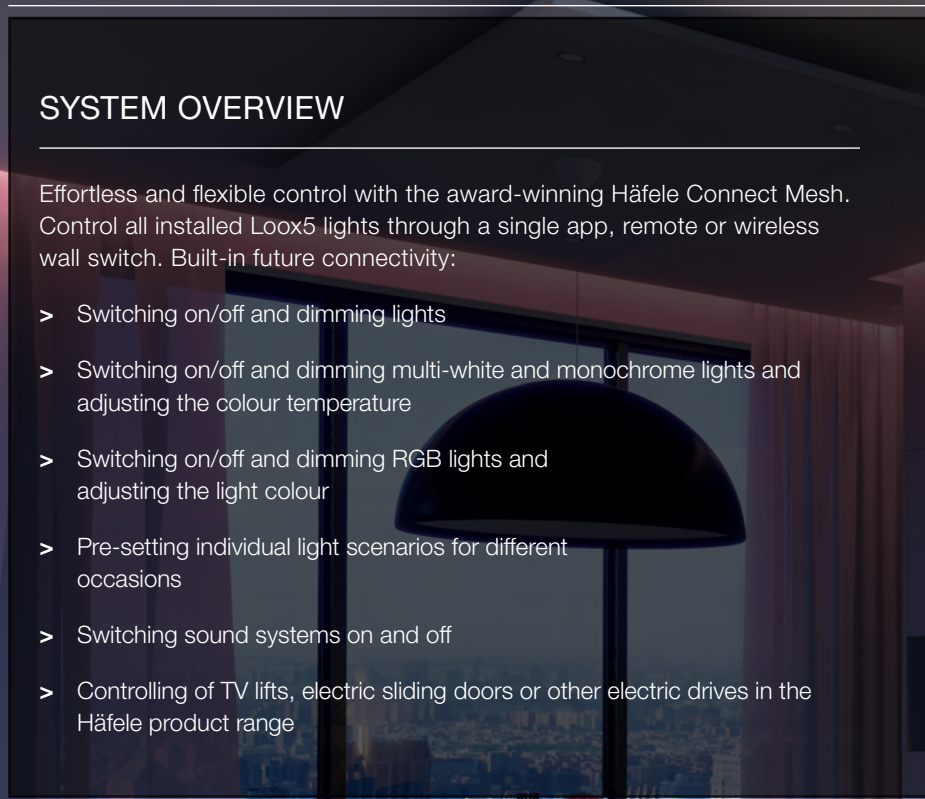 SYSTEM OVERVIEW
Effortless and flexible control with the award-winning Häfele Connect Mesh.
Control all installed Loox5 lights through a single app, remote or wireless
wall switch. Built-in future connectivity:
> Switching on/off and dimming lights
> Switching on/off and dimming multi-white and monochrome lights and
adjusting the colour temperature
> Switching on/off and dimming RGB lights and
adjusting the light colour
> Pre-setting individual light scenarios for different
occasions
> Switching sound systems on and off
> Controlling of TV lifts, electric sliding doors or other electric drives in the
Häfele product range